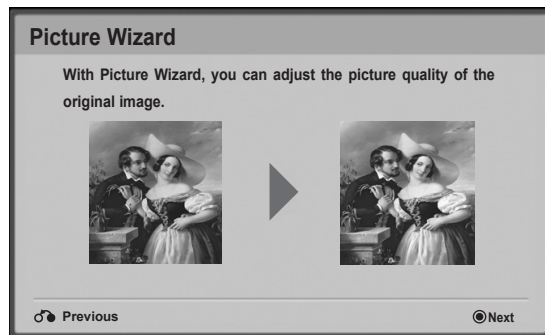 Picture Wizard
With Picture Wizard, you can adjust the picture quality of the
original image.
Previous
Next